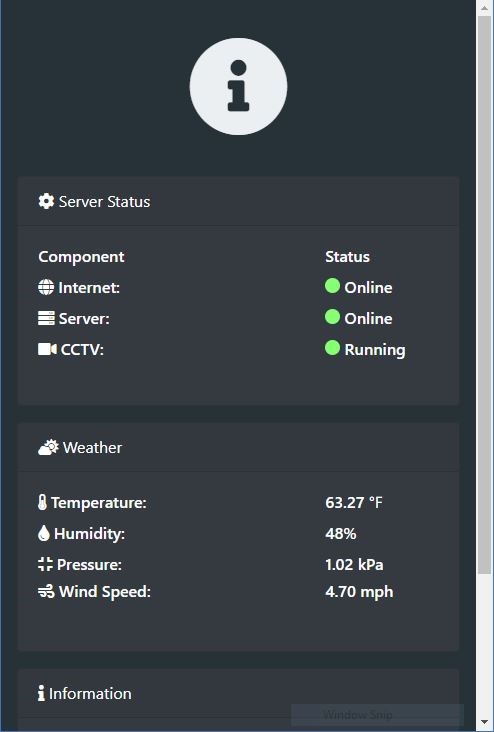 Server Status
Component Status
Internet: Online
Server: Online
CCTV: Running
Weather
Temperature: 63.27 °F
Humidity: 48%
Pressure: 1.02 kPa
Wind Speed: 4.70 mph
Information
Window Snip